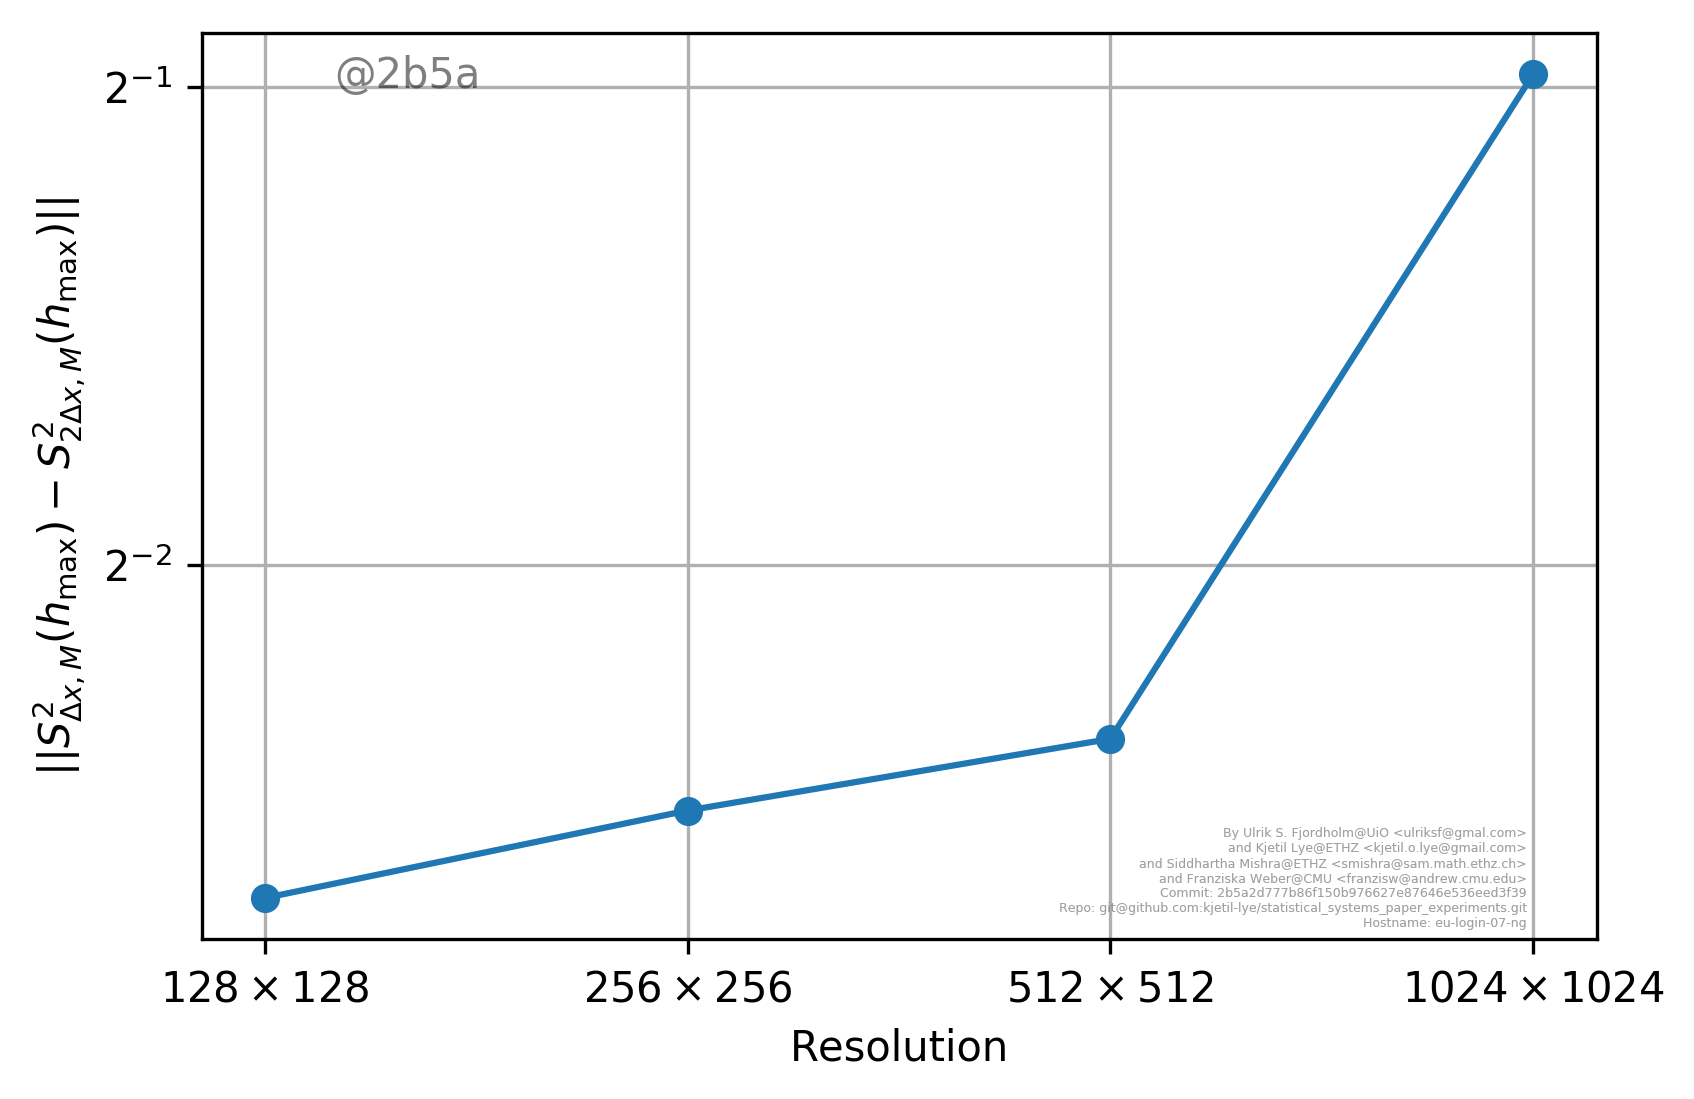 @2b5a
2⁻¹
2⁻²
||S²_{Δx, M}(h_max) − S²_{2Δx, M}(h_max)||
By Ulrik S. Fjordholm@UiO <ulriksf@gmal.com>
and Kjetil Lye@ETHZ <kjetil.o.lye@gmail.com>
and Siddhartha Mishra@ETHZ <smishra@sam.math.ethz.ch>
and Franziska Weber@CMU <franzisw@andrew.cmu.edu>
Commit: 2b5a2d777b86f150b976627e87646e536eed3f39
Repo: git@github.com:kjetil-lye/statistical_systems_paper_experiments.git
Hostname: eu-login-07-ng
128 × 128
256 × 256
512 × 512
1024 × 1024
Resolution